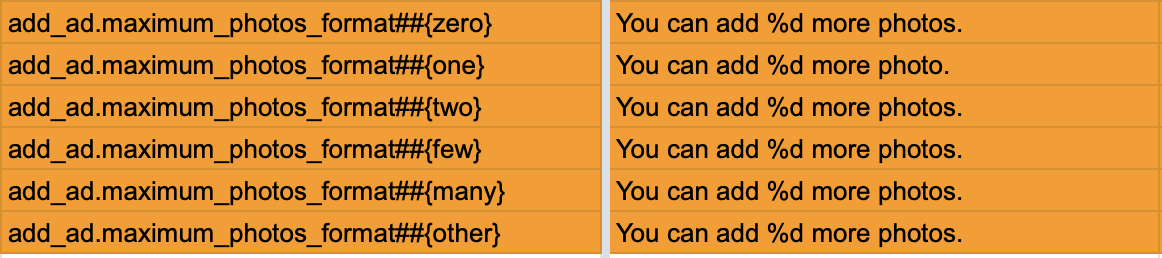 add_ad.maximum_photos_format##{zero} You can add %d more photos.
add_ad.maximum_photos_format##{one} You can add %d more photo.
add_ad.maximum_photos_format##{two} You can add %d more photos.
add_ad.maximum_photos_format##{few} You can add %d more photos.
add_ad.maximum_photos_format##{many} You can add %d more photos.
add_ad.maximum_photos_format##{other} You can add %d more photos.